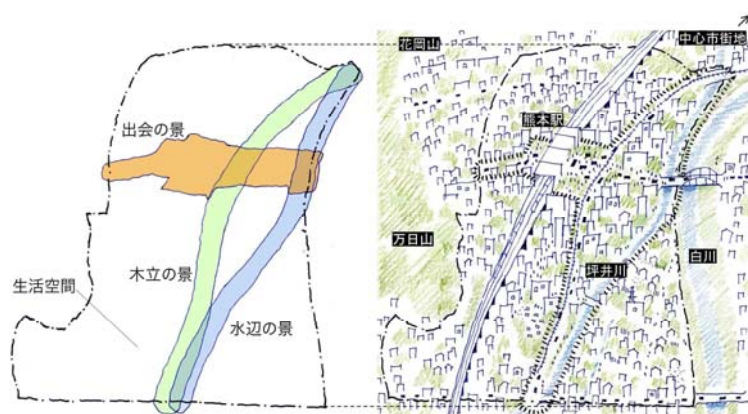 出会の景
木立の景
生活空間
水辺の景
花岡山
中心市街地
熊本駅
万日山
坪井川
白川